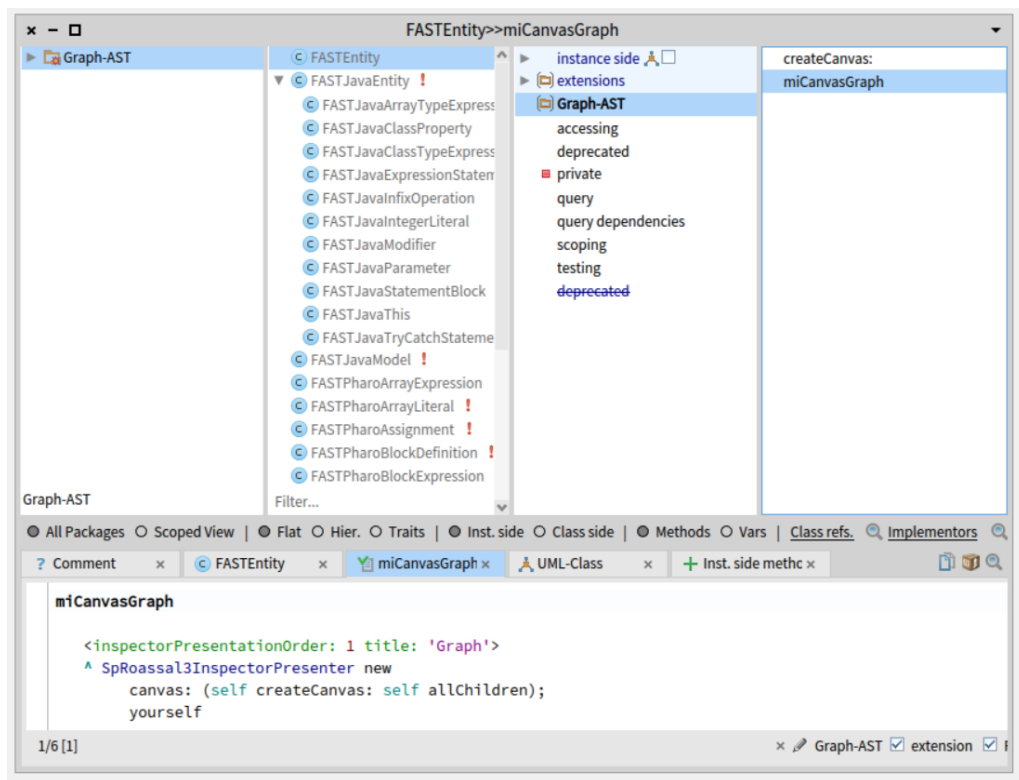 FASTEntity>>miCanvasGraph
Graph-AST
Graph-AST
FASTEntity
FASTJavaEntity !
FASTJavaArrayTypeExpress
FASTJavaClassProperty
FASTJavaClassTypeExpress
FASTJavaExpressionStatem
FASTJavaInfixOperation
FASTJavaIntegerLiteral
FASTJavaModifier
FASTJavaParameter
FASTJavaStatementBlock
FASTJavaThis
FASTJavaTryCatchStateme
FASTJavaModel !
FASTPharoArrayExpression
FASTPharoArrayLiteral !
FASTPharoAssignment !
FASTPharoBlockDefinition !
FASTPharoBlockExpression
Filter...
instance side
extensions
Graph-AST
accessing
deprecated
private
query
query dependencies
scoping
testing
deprecated
createCanvas:
miCanvasGraph
All Packages Scoped View | Flat Hier. Traits | Inst. side Class side | Methods Vars | Class refs. Implementors
? Comment × FASTEntity × miCanvasGraph × UML-Class × Inst. side methc ×
miCanvasGraph
<inspectorPresentationOrder: 1 title: 'Graph'>
^ SpRoassal3InspectorPresenter new
canvas: (self createCanvas: self allChildren);
yourself
1/6 [1] × Graph-AST extension